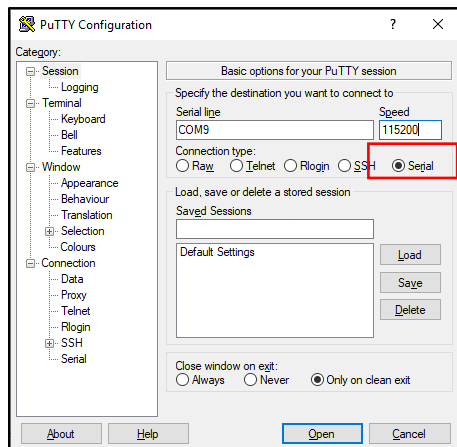 PuTTY Configuration
Category:
Session
Logging
Terminal
Keyboard
Bell
Features
Window
Appearance
Behaviour
Translation
Selection
Colours
Connection
Data
Proxy
Telnet
Rlogin
SSH
Serial
Basic options for your PuTTY session
Specify the destination you want to connect to
Serial line Speed
COM9 115200
Connection type:
Raw Telnet Rlogin SSH Serial
Load, save or delete a stored session
Saved Sessions
Default Settings
Load
Save
Delete
Close window on exit:
Always Never Only on clean exit
About Help Open Cancel